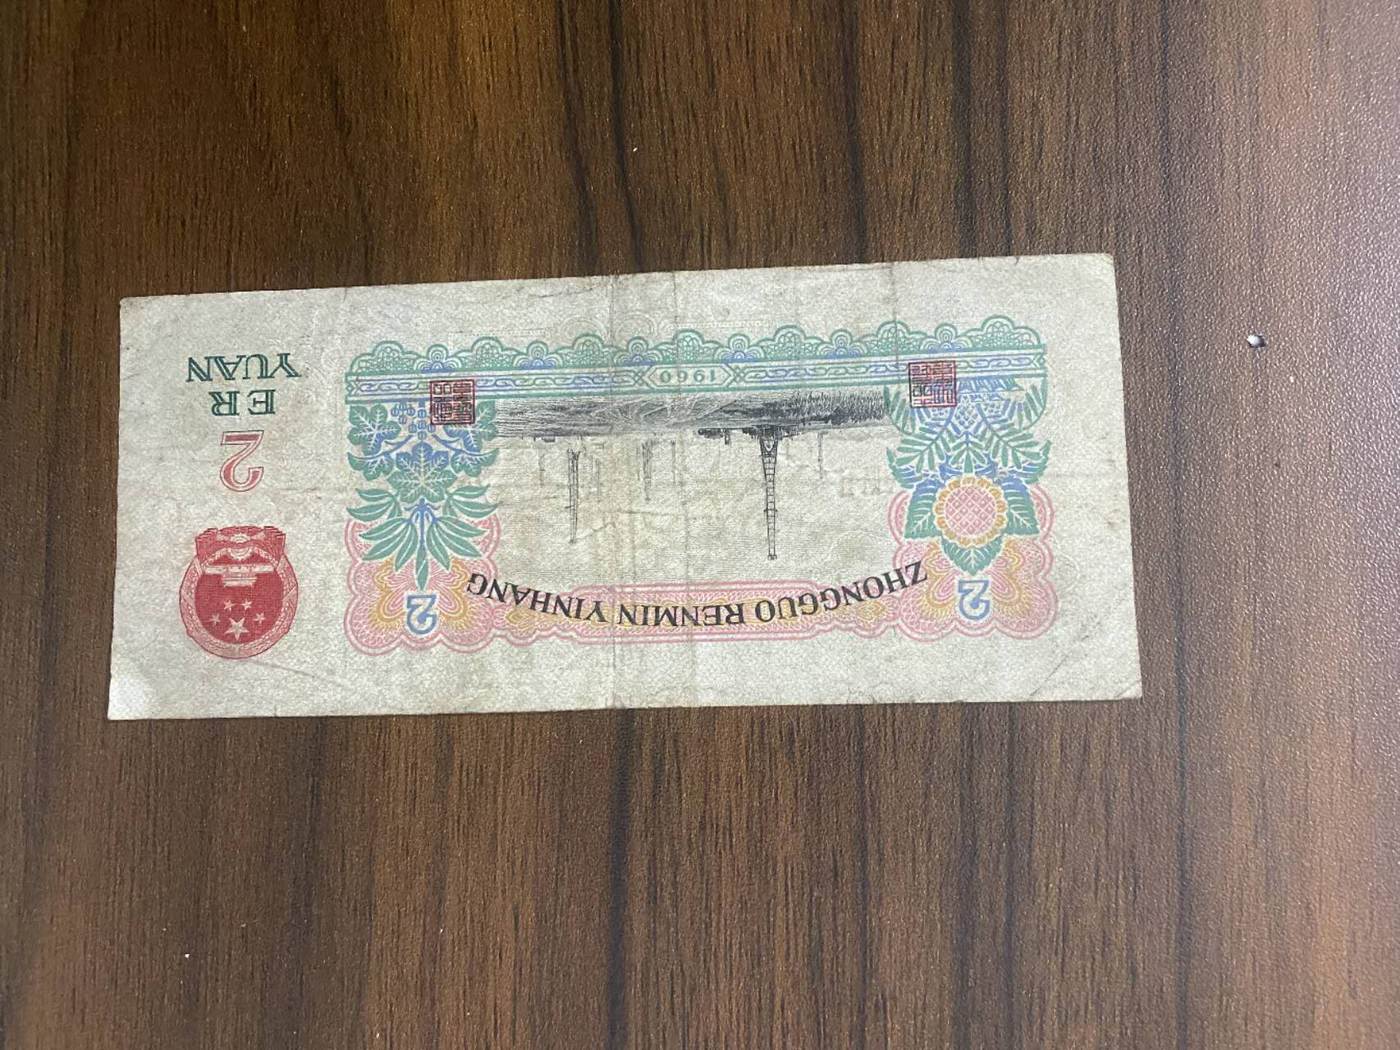 ZHONGGUO RENMIN YINHANG
2
2
1960
2
ER
YUAN